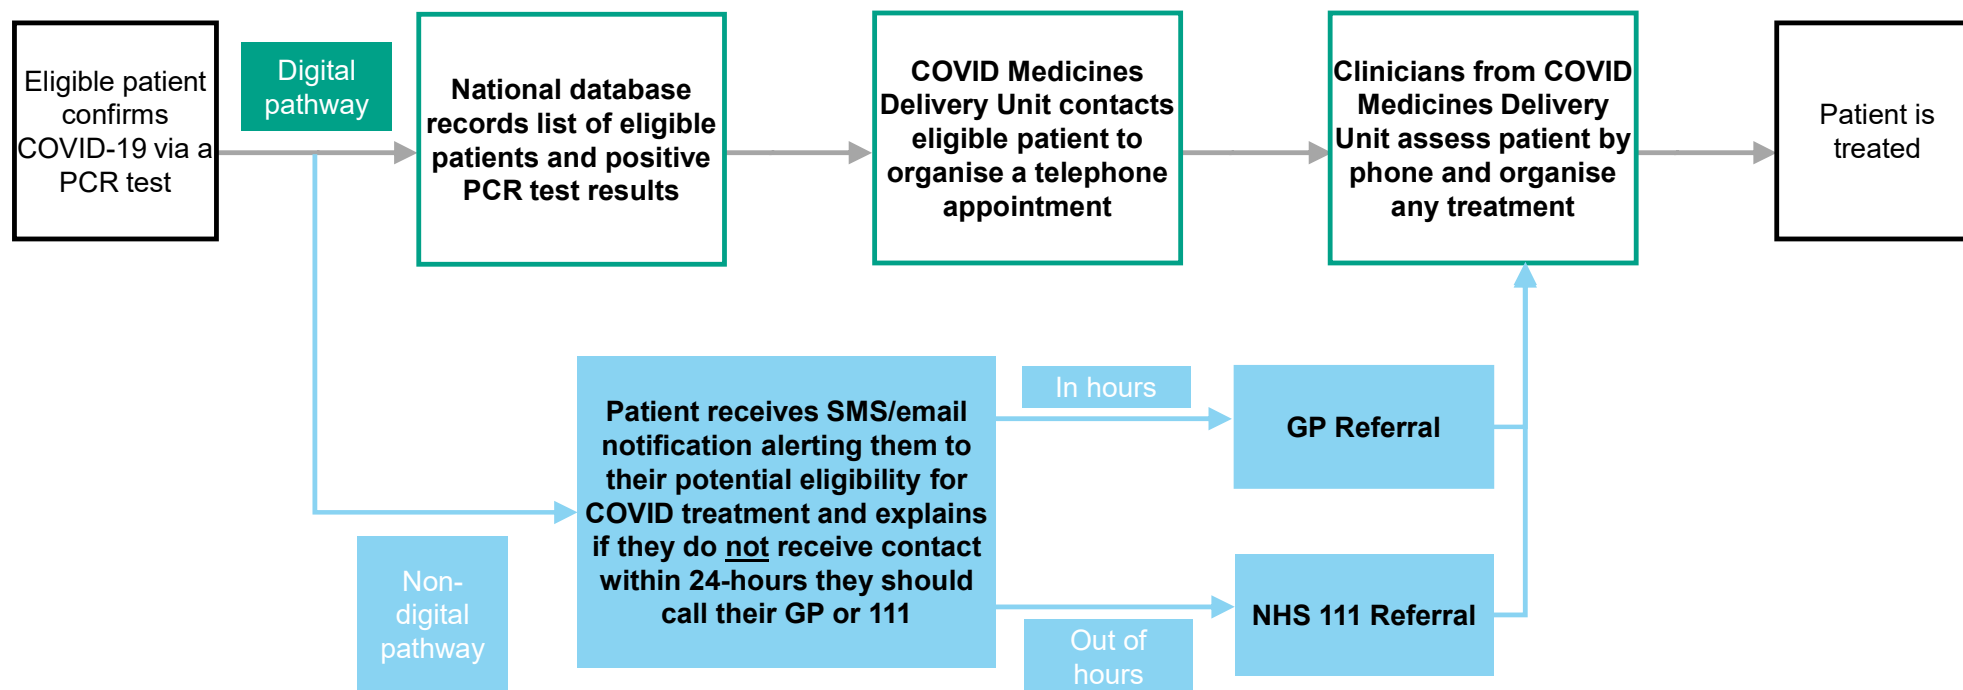 Eligible patient
confirms
COVID-19 via a
PCR test
Digital
pathway
National database
records list of eligible
patients and positive
PCR test results
COVID Medicines
Delivery Unit contacts
eligible patient to
organise a telephone
appointment
Clinicians from COVID
Medicines Delivery
Unit assess patient by
phone and organise
any treatment
Patient is
treated
Non-
digital
pathway
Patient receives SMS/email
notification alerting them to
their potential eligibility for
COVID treatment and explains
if they do not receive contact
within 24-hours they should
call their GP or 111
In hours
GP Referral
Out of
hours
NHS 111 Referral